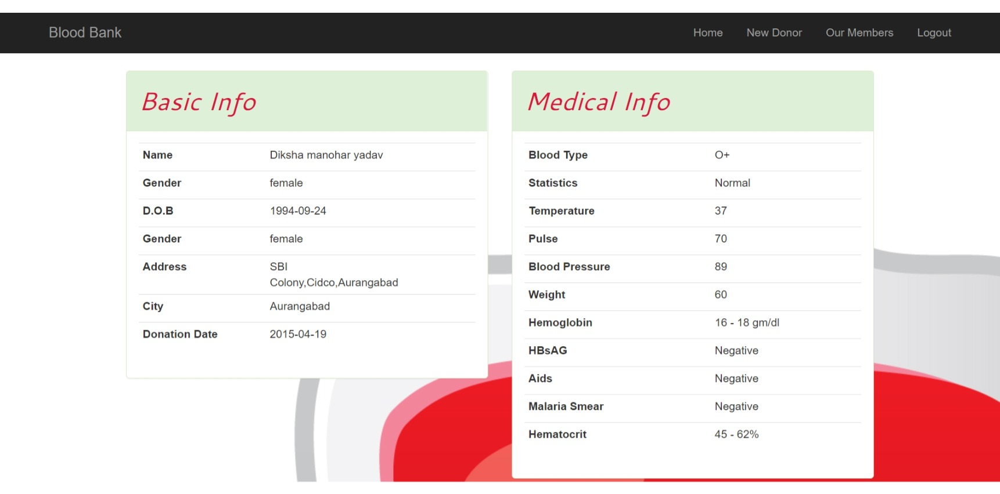 Blood Bank Home New Donor Our Members Logout
Basic Info
Name Diksha manohar yadav
Gender female
D.O.B 1994-09-24
Gender female
Address SBI
Colony,Cidco,Aurangabad
City Aurangabad
Donation Date 2015-04-19
Medical Info
Blood Type O+
Statistics Normal
Temperature 37
Pulse 70
Blood Pressure 89
Weight 60
Hemoglobin 16 - 18 gm/dl
HBsAG Negative
Aids Negative
Malaria Smear Negative
Hematocrit 45 - 62%